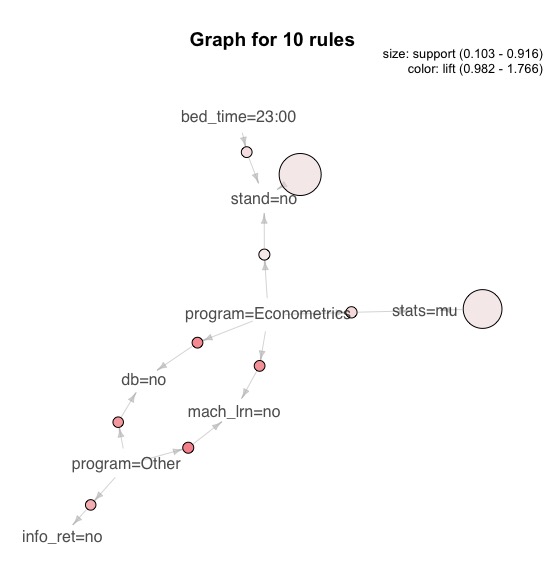 Graph for 10 rules
size: support (0.103 - 0.916)
color: lift (0.982 - 1.766)
bed_time=23:00
stand=no
program=Econometrics
stats=mu
db=no
mach_lrn=no
program=Other
info_ret=no